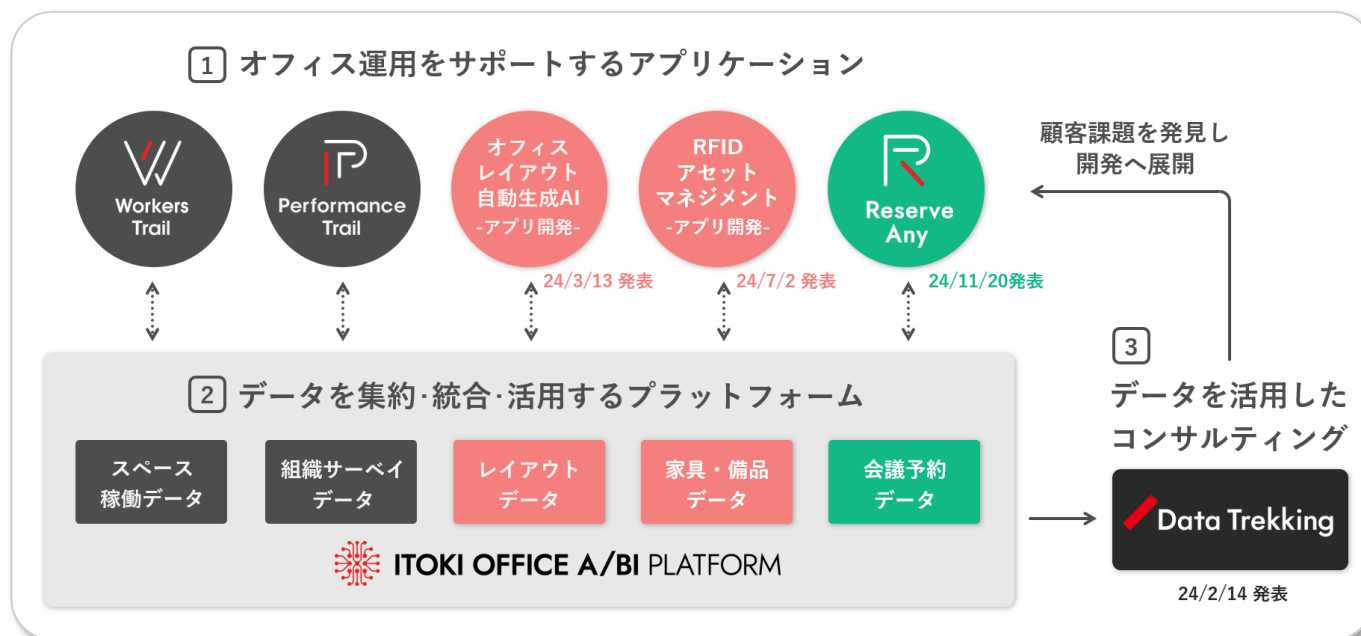 1 オフィス運用をサポートするアプリケーション
Workers
Trail
Performance
Trail
オフィス
レイアウト
自動生成AI
-アプリ開発-
24/3/13 発表
RFID
アセット
マネジメント
-アプリ開発-
24/7/2 発表
Reserve
Any
24/11/20発表
顧客課題を発見し
開発へ展開
2 データを集約·統合·活用するプラットフォーム
スペース
稼働データ
組織サーベイ
データ
レイアウト
データ
家具・備品
データ
会議予約
データ
ITOKI OFFICE A/BI PLATFORM
3
データを活用した
コンサルティング
Data Trekking
24/2/14 発表